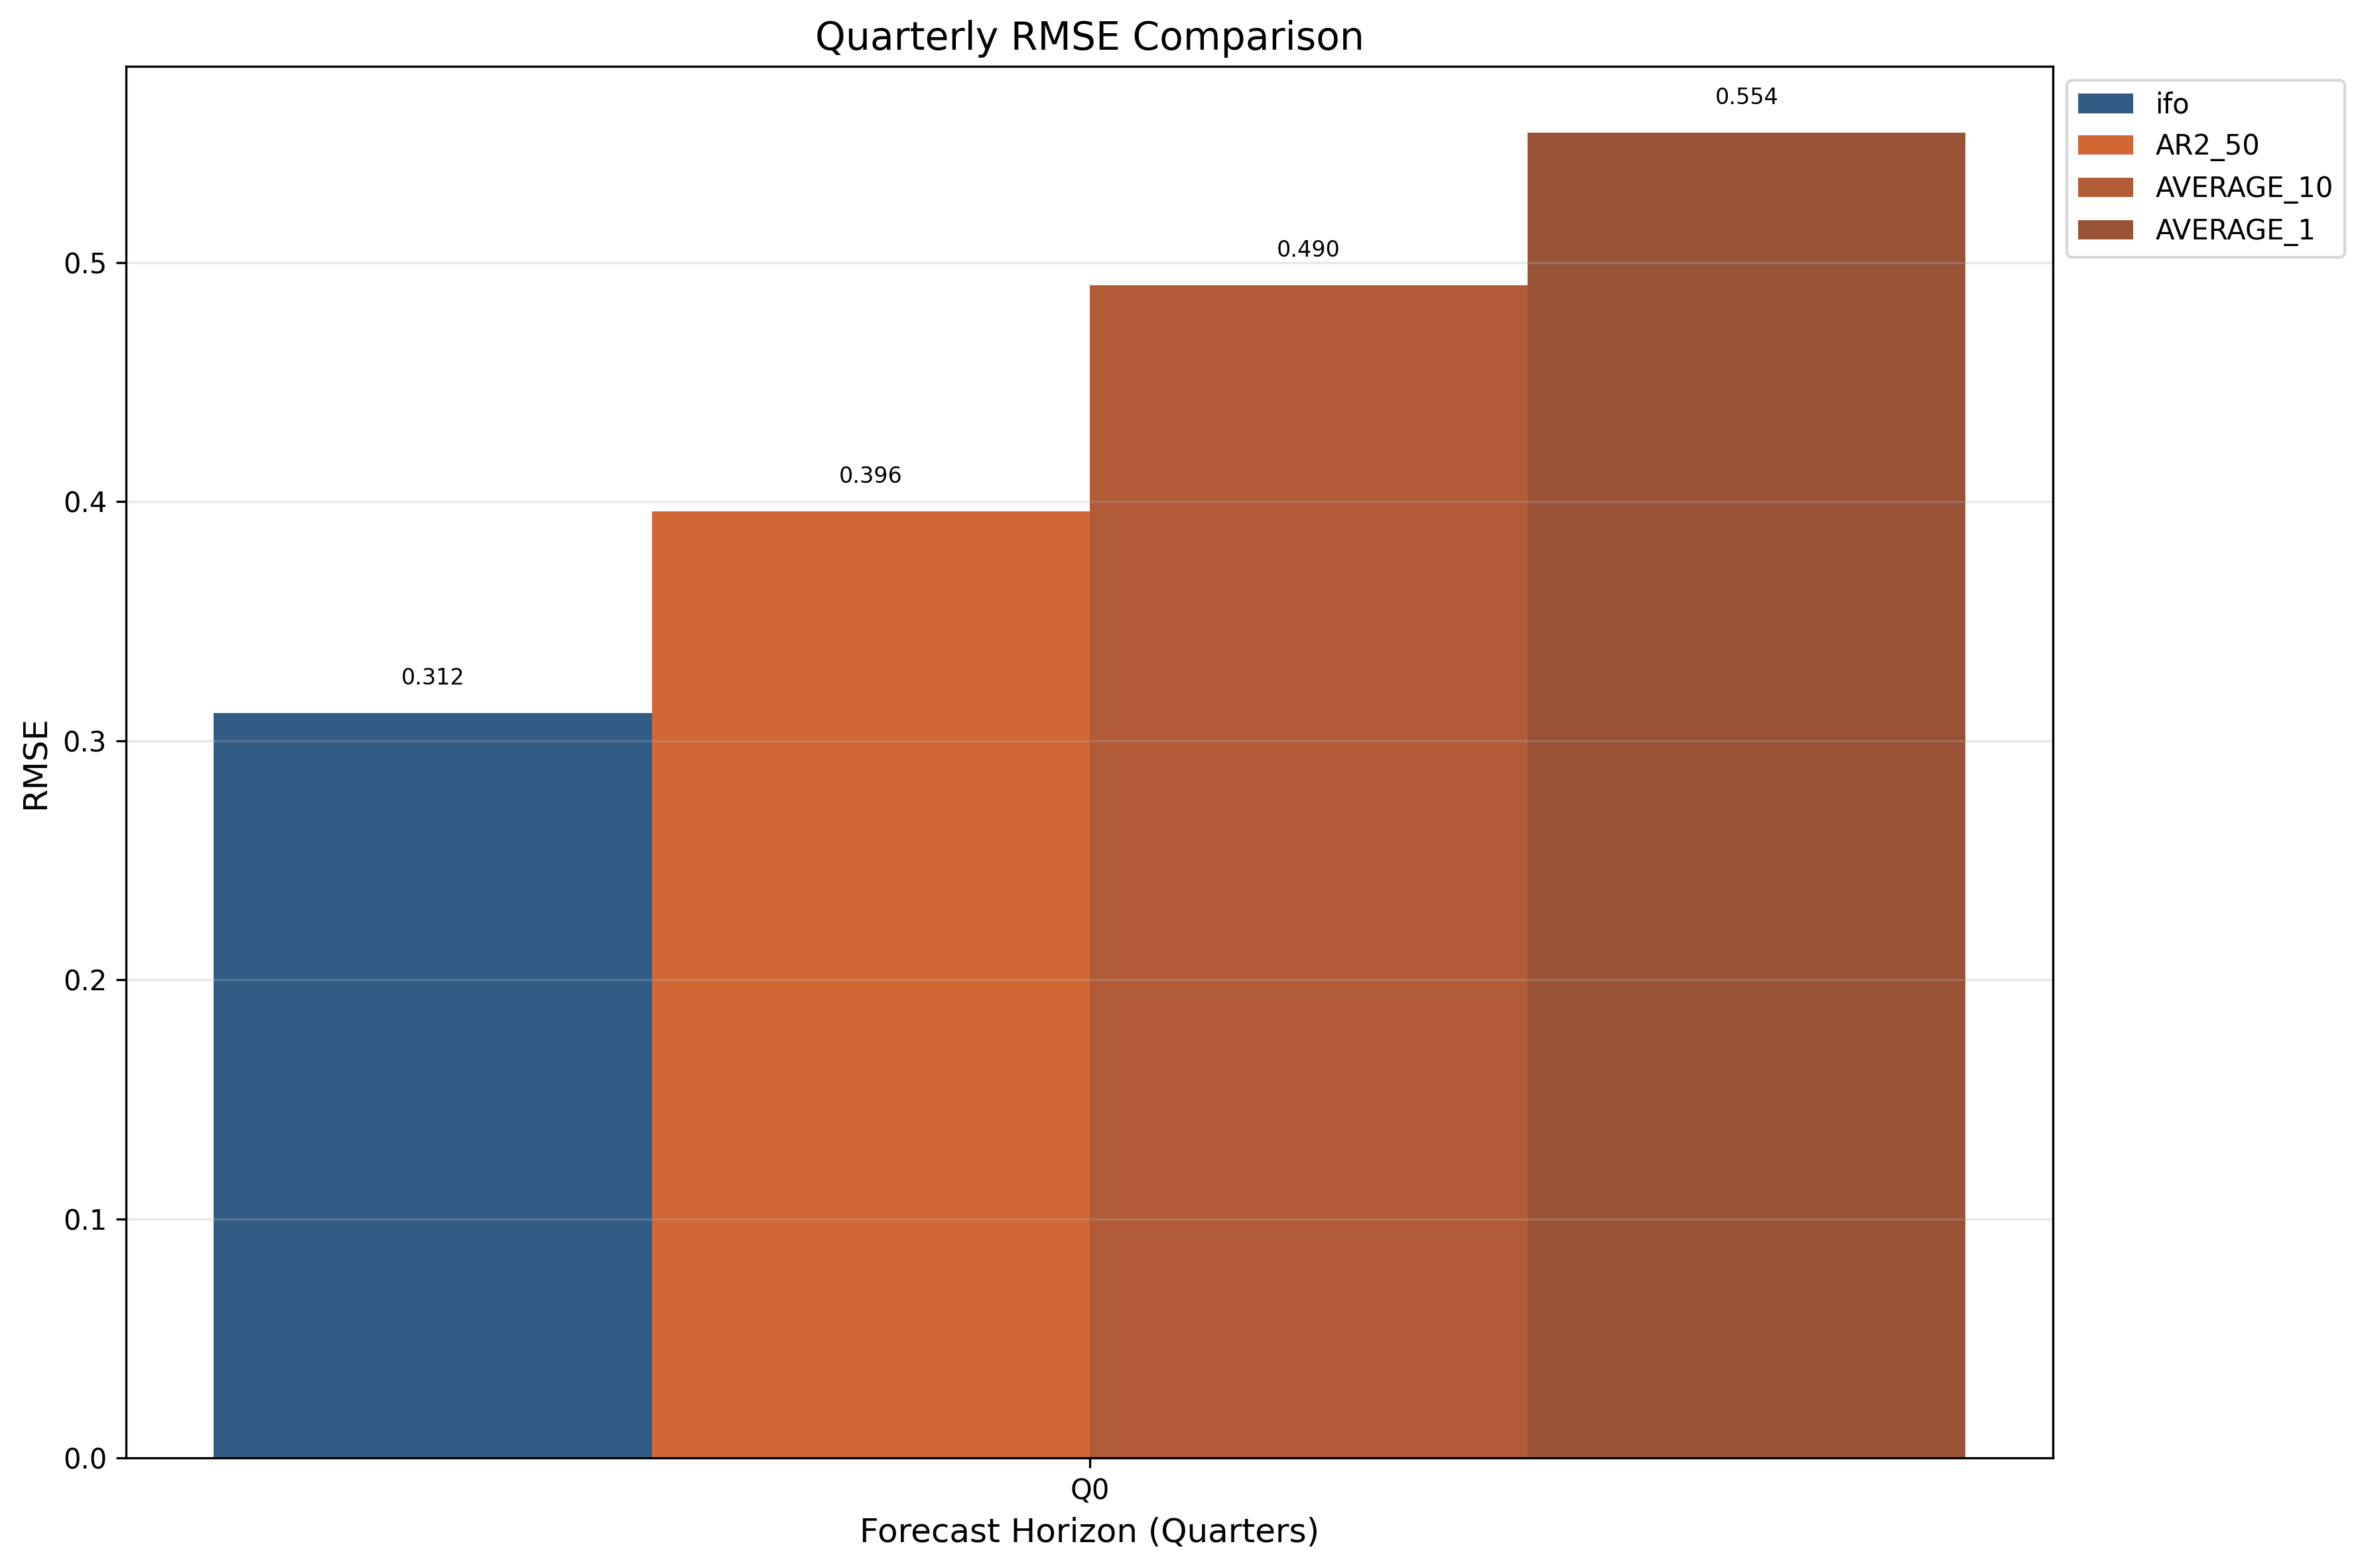 Quarterly RMSE Comparison
ifo
AR2_50
AVERAGE_10
AVERAGE_1
0.554
0.490
0.396
0.312
0.5
0.4
0.3
0.2
0.1
0.0
RMSE
Q0
Forecast Horizon (Quarters)